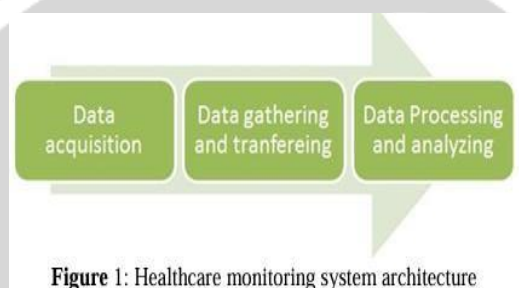 Data
acquisition
Data gathering
and tranfereing
Data Processing
and analyzing
Figure 1: Healthcare monitoring system architecture